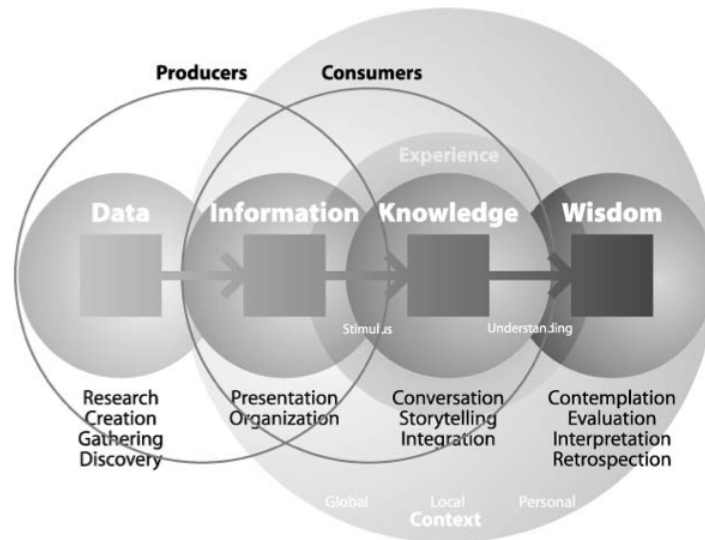 Producers
Consumers
Experience
Data
Information
Knowledge
Wisdom
Stimulus
Understanding
Research
Creation
Gathering
Discovery
Presentation
Organization
Conversation
Storytelling
Integration
Contemplation
Evaluation
Interpretation
Retrospection
Global
Local
Personal
Context